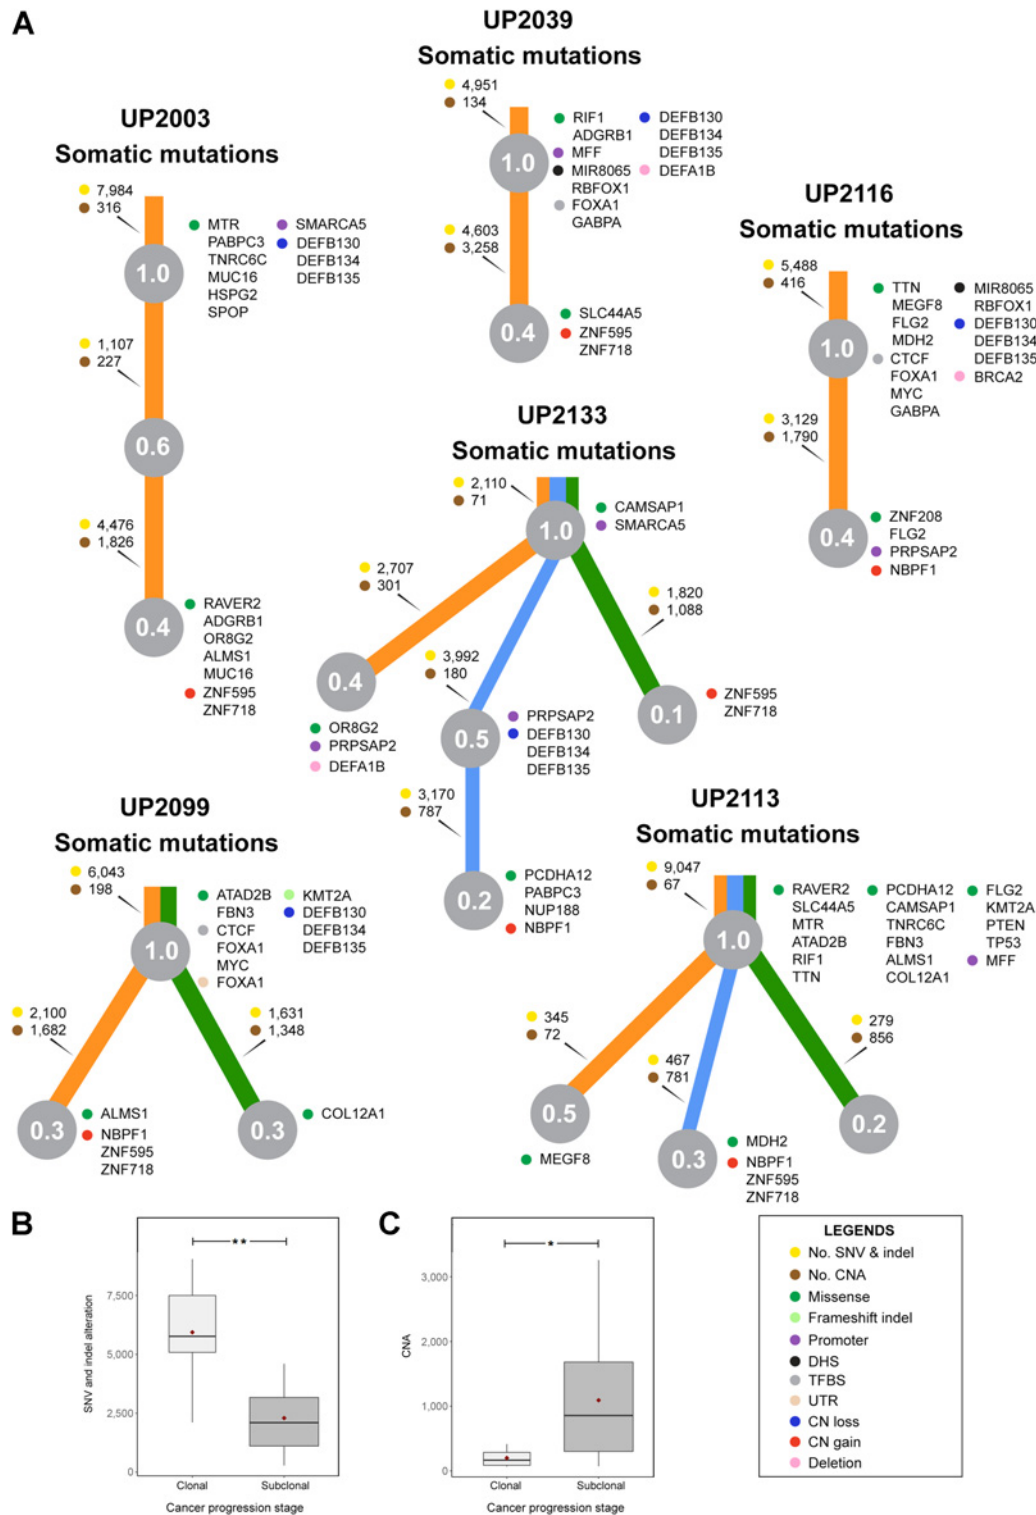 A
UP2039
Somatic mutations
4,951
134
1.0
RIF1
ADGRB1
MFF
MIR8065
RBFOX1
FOXA1
GABPA
DEFB130
DEFB134
DEFB135
DEFA1B
4,603
3,258
0.4
SLC44A5
ZNF595
ZNF718
UP2003
Somatic mutations
7,984
316
1.0
MTR
PABPC3
TNRC6C
MUC16
HSPG2
SPOP
SMARCA5
DEFB130
DEFB134
DEFB135
1,107
227
0.6
4,476
1,826
0.4
RAVER2
ADGRB1
OR8G2
ALMS1
MUC16
ZNF595
ZNF718
UP2116
Somatic mutations
5,488
416
1.0
TTN
MEGF8
FLG2
MDH2
CTCF
FOXA1
MYC
GABPA
MIR8065
RBFOX1
DEFB130
DEFB134
DEFB135
BRCA2
3,129
1,790
0.4
ZNF208
FLG2
PRPSAP2
NBPF1
UP2133
Somatic mutations
2,110
71
1.0
CAMSAP1
SMARCA5
2,707
301
0.4
OR8G2
PRPSAP2
DEFA1B
3,992
180
0.5
PRPSAP2
DEFB130
DEFB134
DEFB135
3,170
787
0.2
PCDHA12
PABPC3
NUP188
NBPF1
1,820
1,088
0.1
ZNF595
ZNF718
UP2099
Somatic mutations
6,043
198
1.0
ATAD2B
FBN3
CTCF
FOXA1
MYC
FOXA1
KMT2A
DEFB130
DEFB134
DEFB135
2,100
1,682
0.3
ALMS1
NBPF1
ZNF595
ZNF718
1,631
1,348
0.3
COL12A1
UP2113
Somatic mutations
9,047
67
1.0
RAVER2
SLC44A5
MTR
ATAD2B
RIF1
TTN
PCDHA12
CAMSAP1
TNRC6C
FBN3
ALMS1
COL12A1
FLG2
KMT2A
PTEN
TP53
MFF
345
72
0.5
MEGF8
467
781
0.3
MDH2
NBPF1
ZNF595
ZNF718
279
856
0.2
B
**
SNV and indel alteration
7,500
5,000
2,500
0
Clonal
Subclonal
Cancer progression stage
C
*
CNA
3,000
2,000
1,000
0
Clonal
Subclonal
Cancer progression stage
LEGENDS
No. SNV & indel
No. CNA
Missense
Frameshift indel
Promoter
DHS
TFBS
UTR
CN loss
CN gain
Deletion